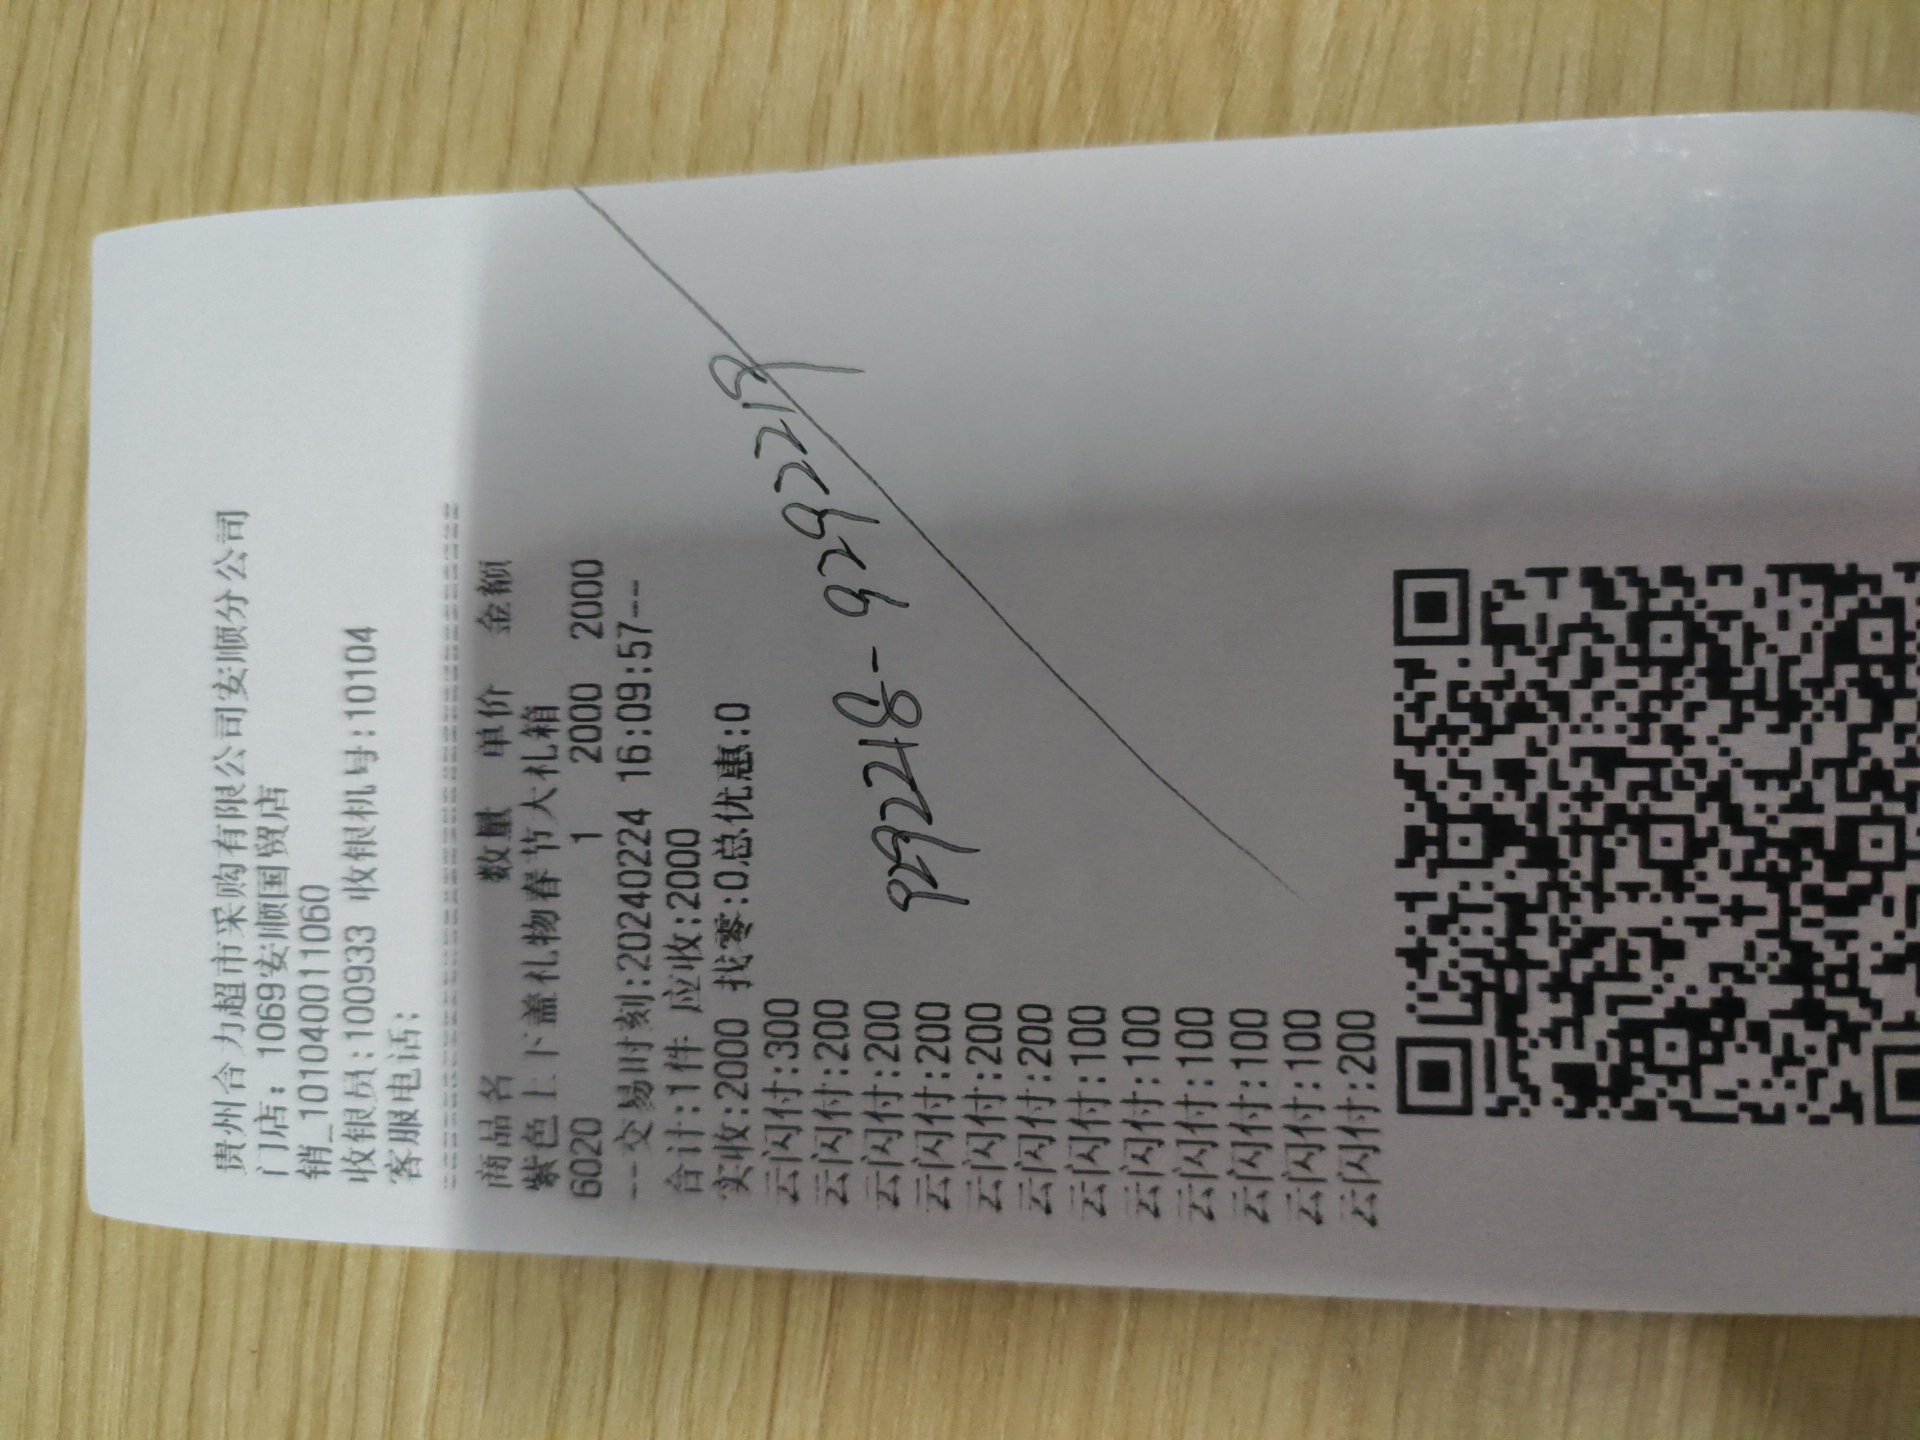 贵州合力超市采购有限公司安顺分公司
门店：1069安顺国贸店
销_101040011060
收银员:100933 收银机号:10104
客服电话:
商品名 数量 单价 金额
紫色上下盖礼物春节大礼箱
6020 1 2000 2000
--交易时刻:20240224 16:09:57--
合计:1件 应收:2000
实收:2000 找零:0总优惠:0
云闪付:300
云闪付:200
云闪付:200
云闪付:200
云闪付:200
云闪付:200
云闪付:100
云闪付:100
云闪付:100
云闪付:100
云闪付:100
云闪付:200